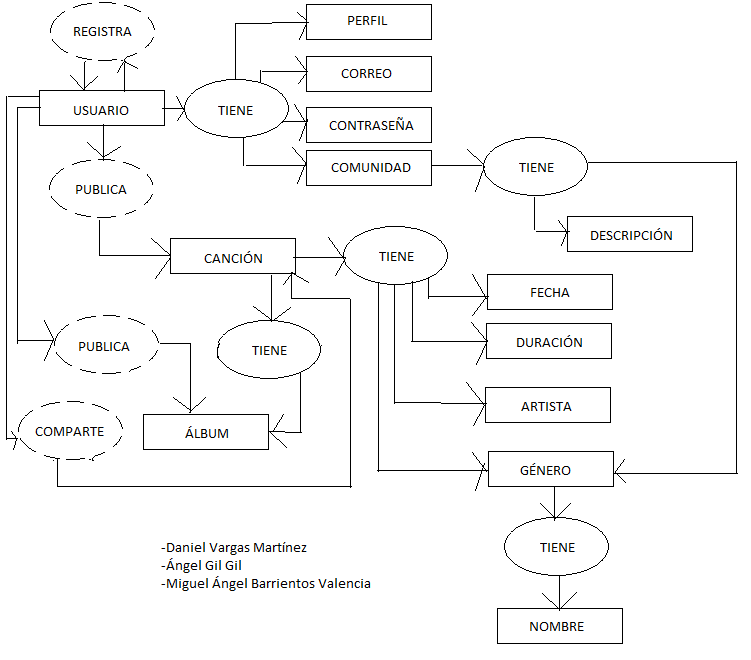 REGISTRA
PERFIL
CORREO
USUARIO
TIENE
CONTRASEÑA
COMUNIDAD
TIENE
PUBLICA
DESCRIPCIÓN
CANCIÓN
TIENE
FECHA
DURACIÓN
PUBLICA
TIENE
ARTISTA
COMPARTE
ÁLBUM
GÉNERO
TIENE
NOMBRE
-Daniel Vargas Martínez
-Ángel Gil Gil
-Miguel Ángel Barrientos Valencia